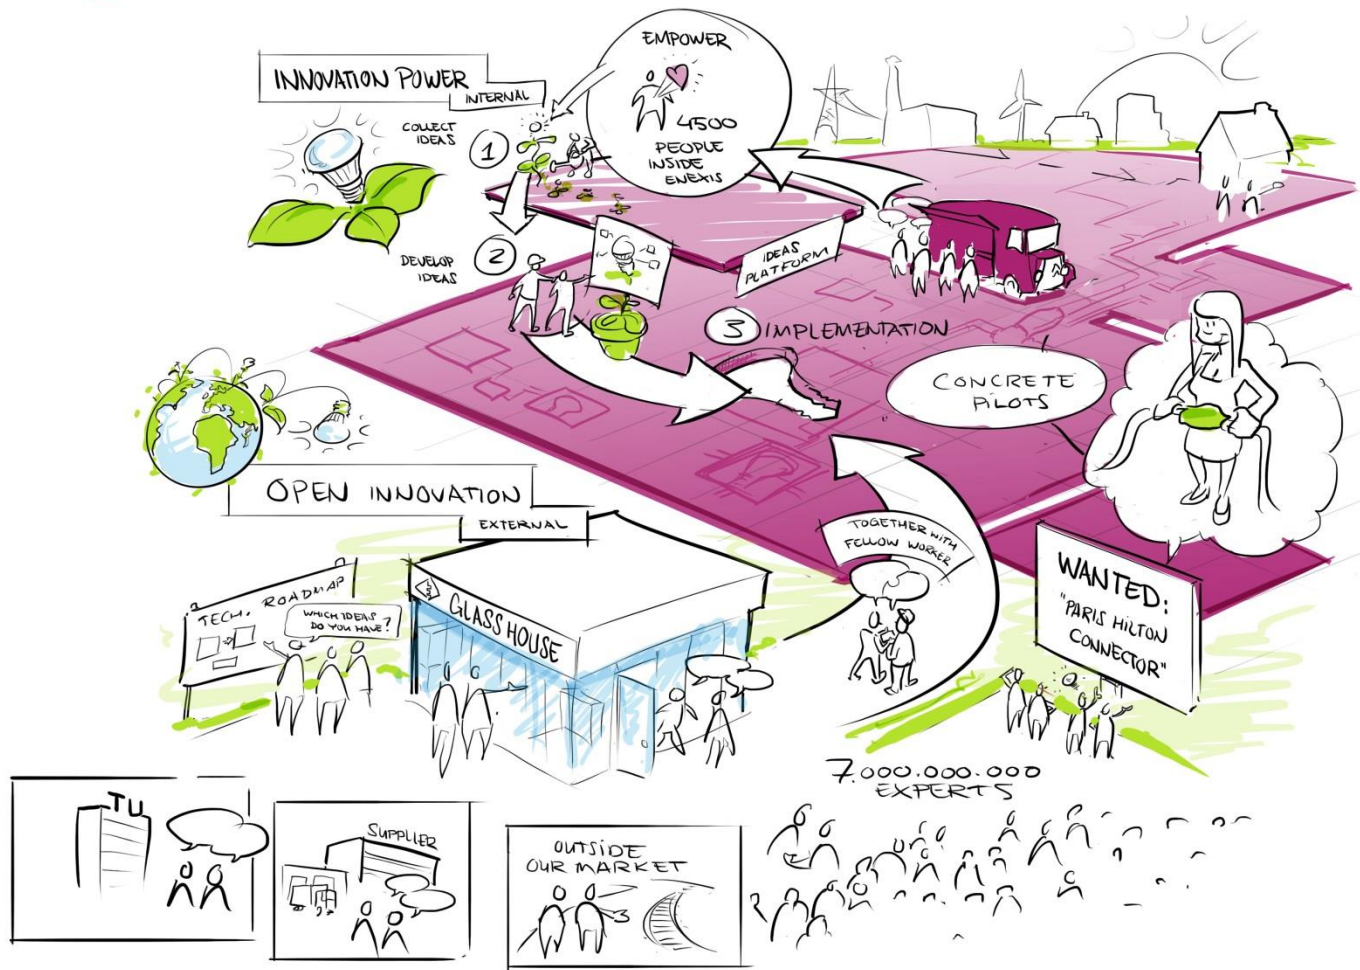 EMPOWER
4500
PEOPLE
INSIDE
ENEXIS
INNOVATION POWER
INTERNAL
COLLECT
IDEAS
1
2
DEVELOP
IDEAS
IDEAS
PLATFORM
3 IMPLEMENTATION
CONCRETE
PILOTS
OPEN INNOVATION
EXTERNAL
TOGETHER WITH
FELLOW WORKER
WANTED:
"PARIS HILTON
CONNECTOR"
TECH. ROADMAP
WHICH IDEAS
DO YOU HAVE?
GLASS HOUSE
7.000.000.000
EXPERTS
TU
SUPPLIER
OUTSIDE
OUR MARKET